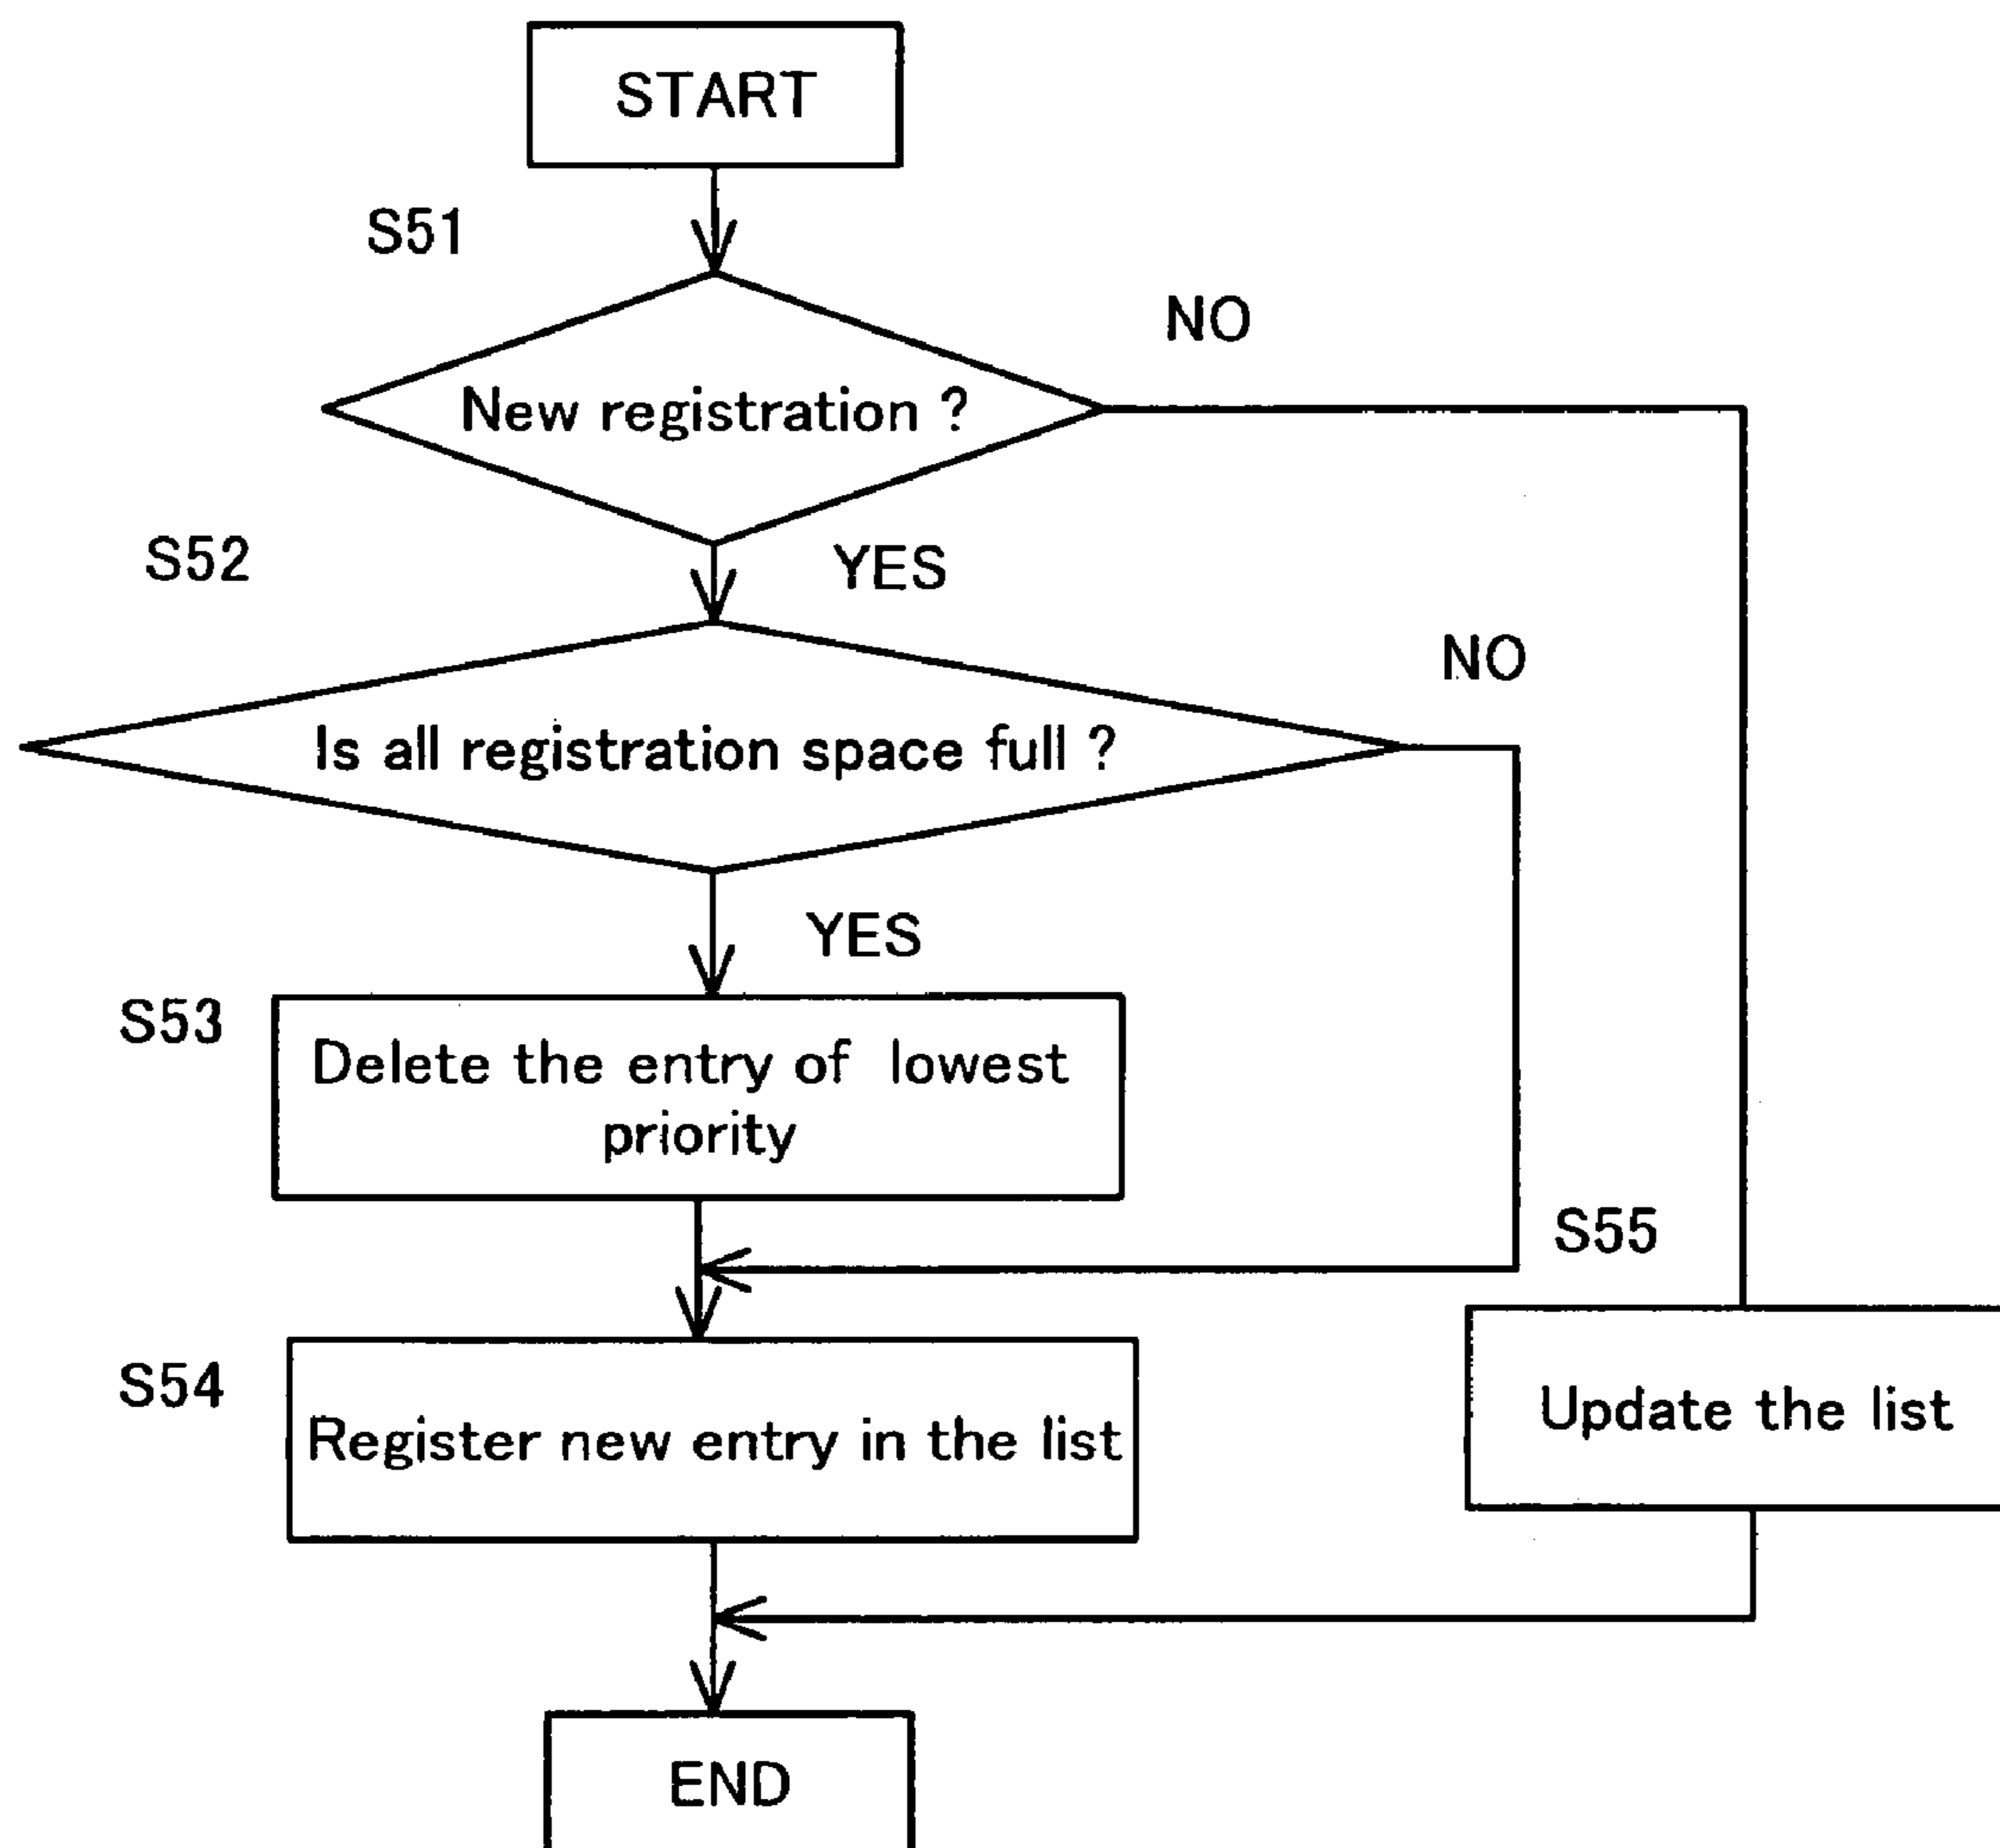 START
S51
NO
New registration ?
S52
YES
NO
Is all registration space full ?
YES
S53
Delete the entry of lowest
priority
S55
S54
Update the list
Register new entry in the list
END